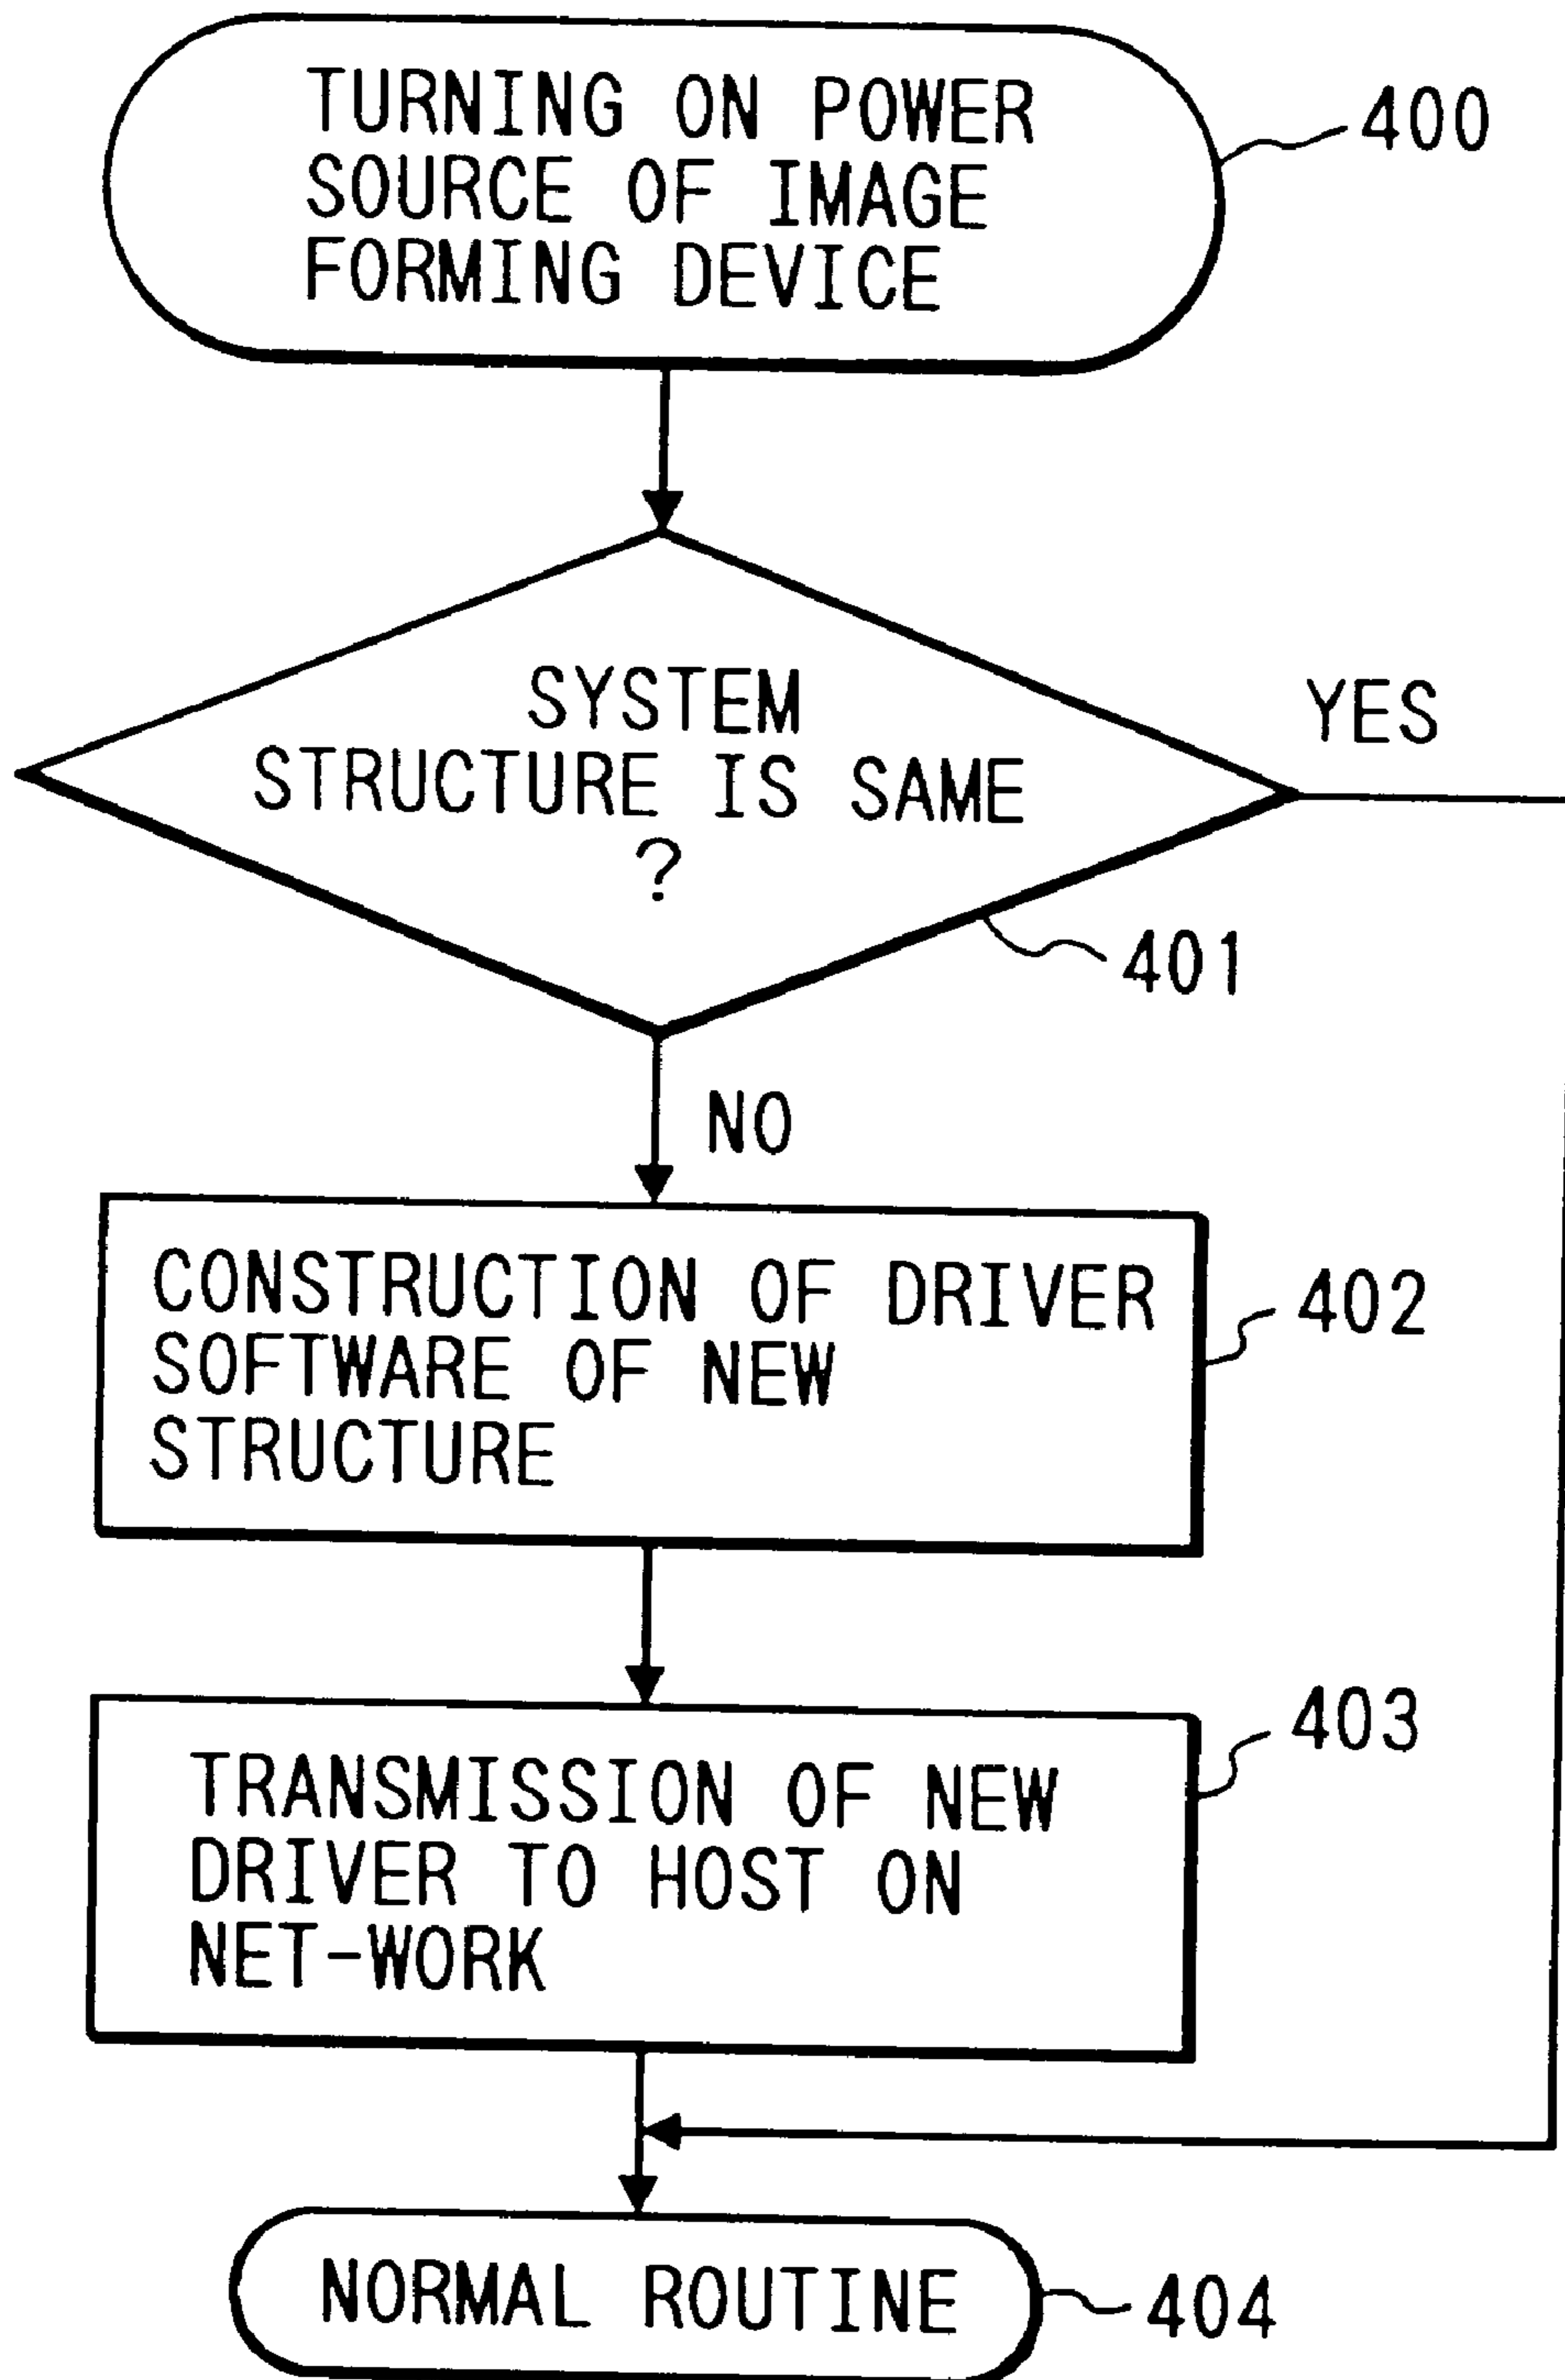 TURNING ON POWER
SOURCE OF IMAGE
FORMING DEVICE
400
SYSTEM
STRUCTURE IS SAME
?
YES
401
NO
CONSTRUCTION OF DRIVER
SOFTWARE OF NEW
STRUCTURE
402
TRANSMISSION OF NEW
DRIVER TO HOST ON
NET-WORK
403
NORMAL ROUTINE
404